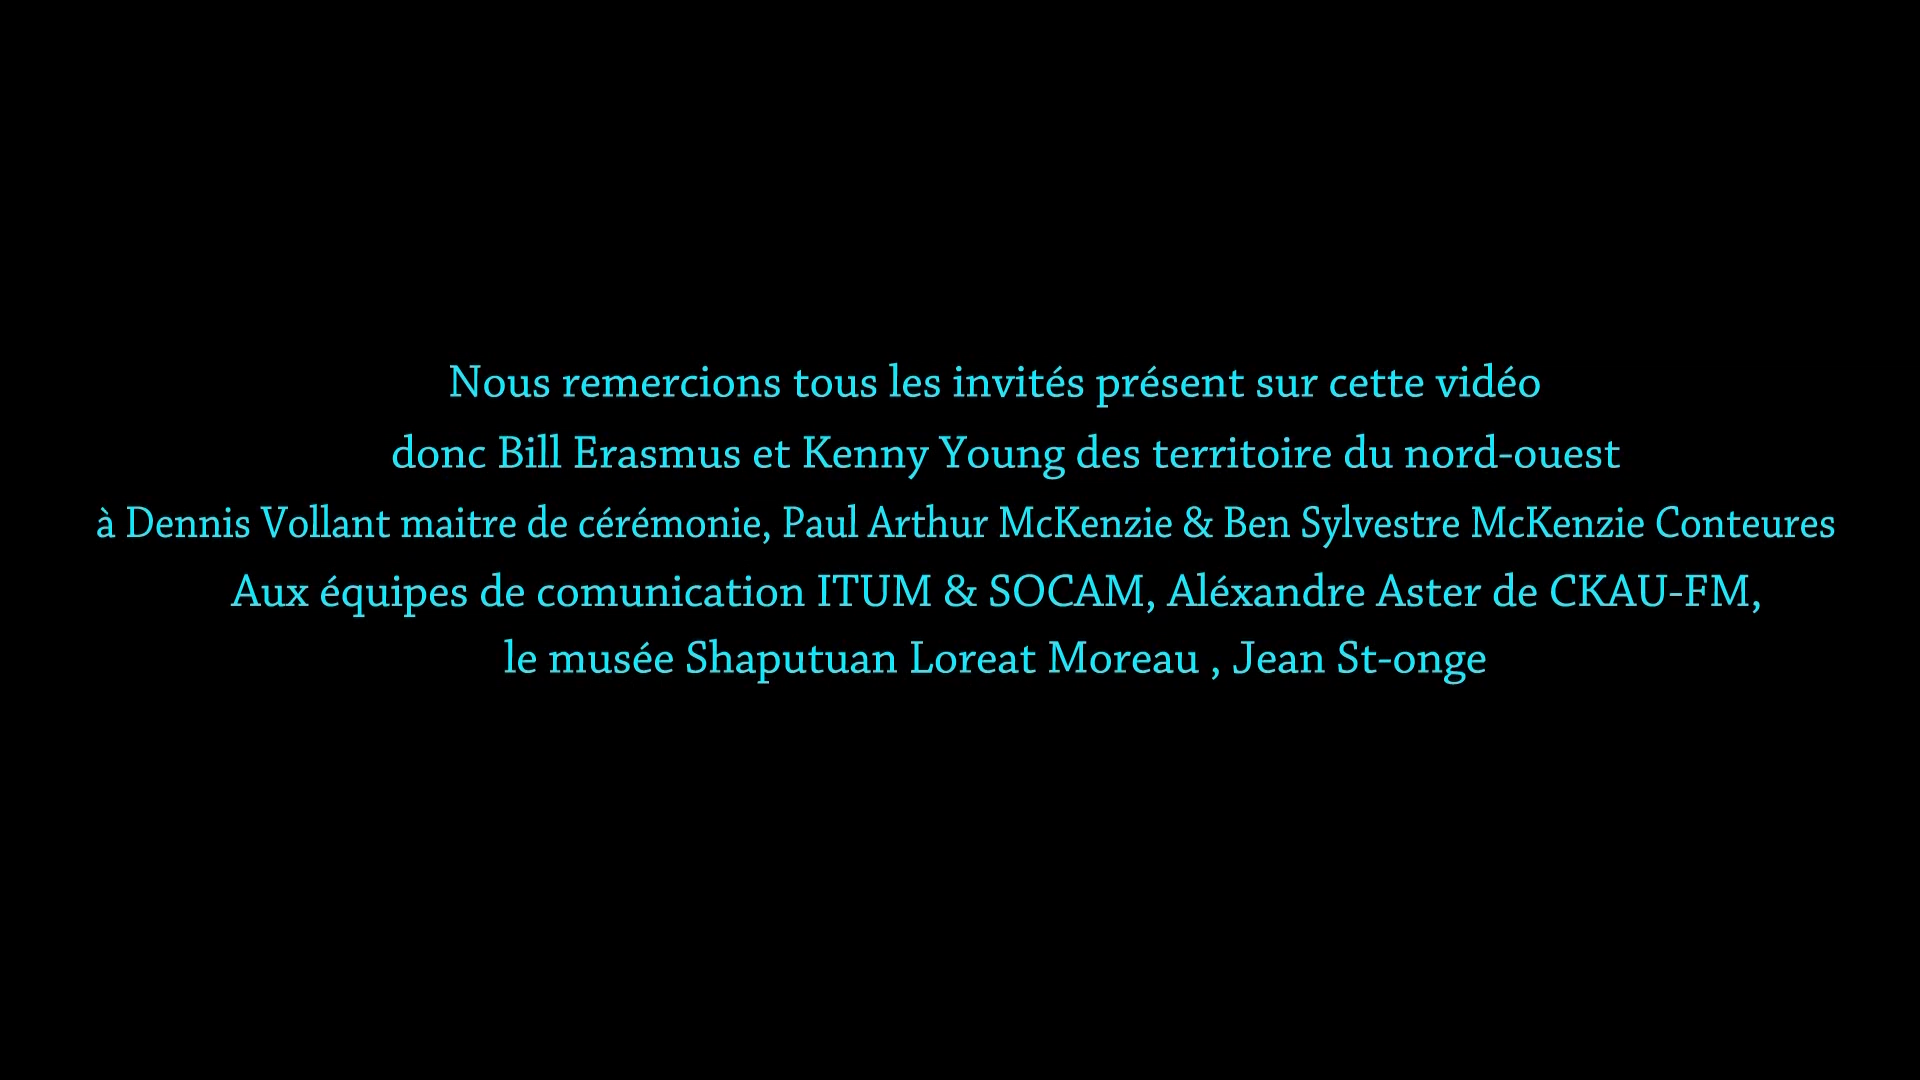 Nous remercions tous les invités présent sur cette vidéo
donc Bill Erasmus et Kenny Young des territoire du nord-ouest
à Dennis Vollant maitre de cérémonie, Paul Arthur McKenzie & Ben Sylvestre McKenzie Conteures
Aux équipes de comunication ITUM & SOCAM, Aléxandre Aster de CKAU-FM,
le musée Shaputuan Loreat Moreau , Jean St-onge